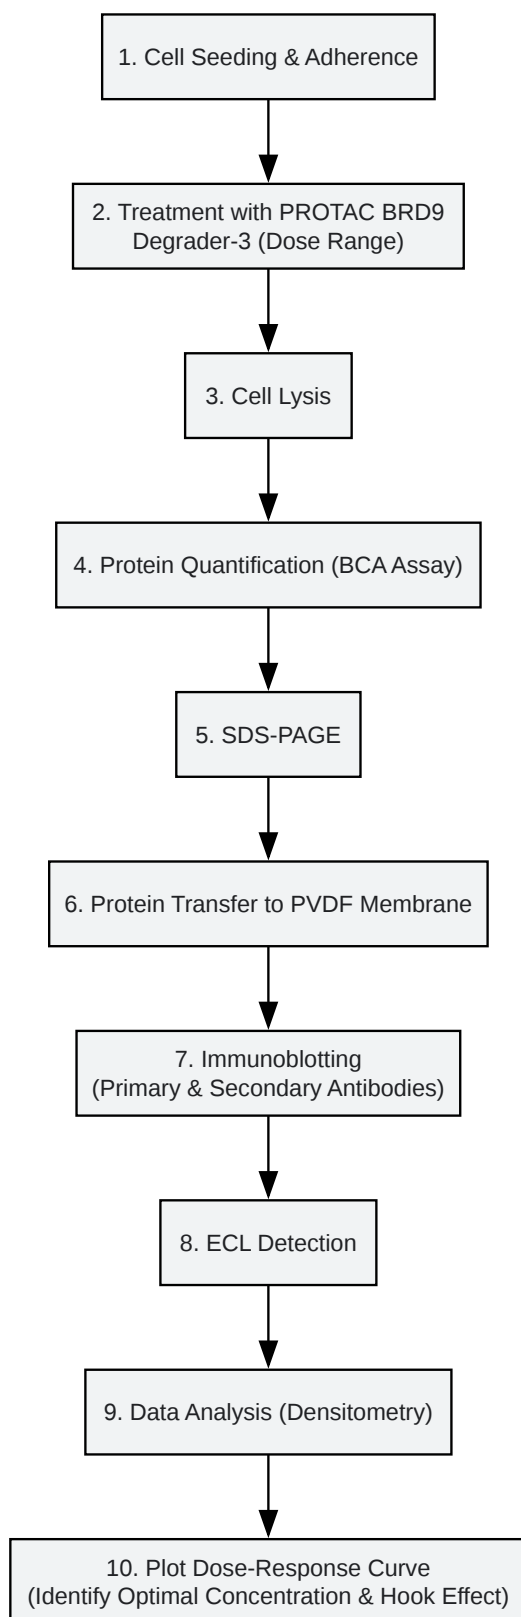 1. Cell Seeding & Adherence
2. Treatment with PROTAC BRD9
Degrader-3 (Dose Range)
3. Cell Lysis
4. Protein Quantification (BCA Assay)
5. SDS-PAGE
6. Protein Transfer to PVDF Membrane
7. Immunoblotting
(Primary & Secondary Antibodies)
8. ECL Detection
9. Data Analysis (Densitometry)
10. Plot Dose-Response Curve
(Identify Optimal Concentration & Hook Effect)